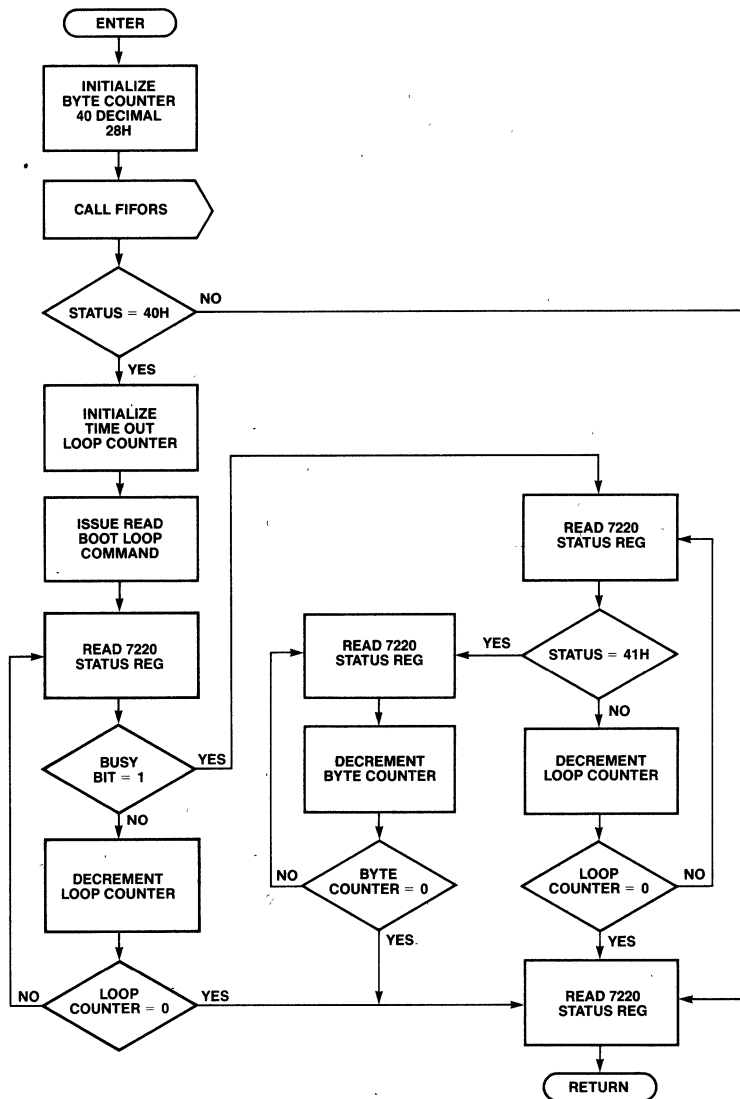 ENTER
INITIALIZE
BYTE COUNTER
40 DECIMAL
28H
CALL FIFORS
STATUS = 40H
NO
YES
INITIALIZE
TIME OUT
LOOP COUNTER
ISSUE READ
BOOT LOOP
COMMAND
READ 7220
STATUS REG
BUSY
BIT = 1
YES
NO
DECREMENT
LOOP COUNTER
LOOP
COUNTER = 0
NO
YES
READ 7220
STATUS REG
STATUS = 41H
YES
NO
READ 7220
STATUS REG
DECREMENT
BYTE COUNTER
BYTE
COUNTER = 0
NO
YES
DECREMENT
LOOP COUNTER
LOOP
COUNTER = 0
NO
YES
READ 7220
STATUS REG
RETURN